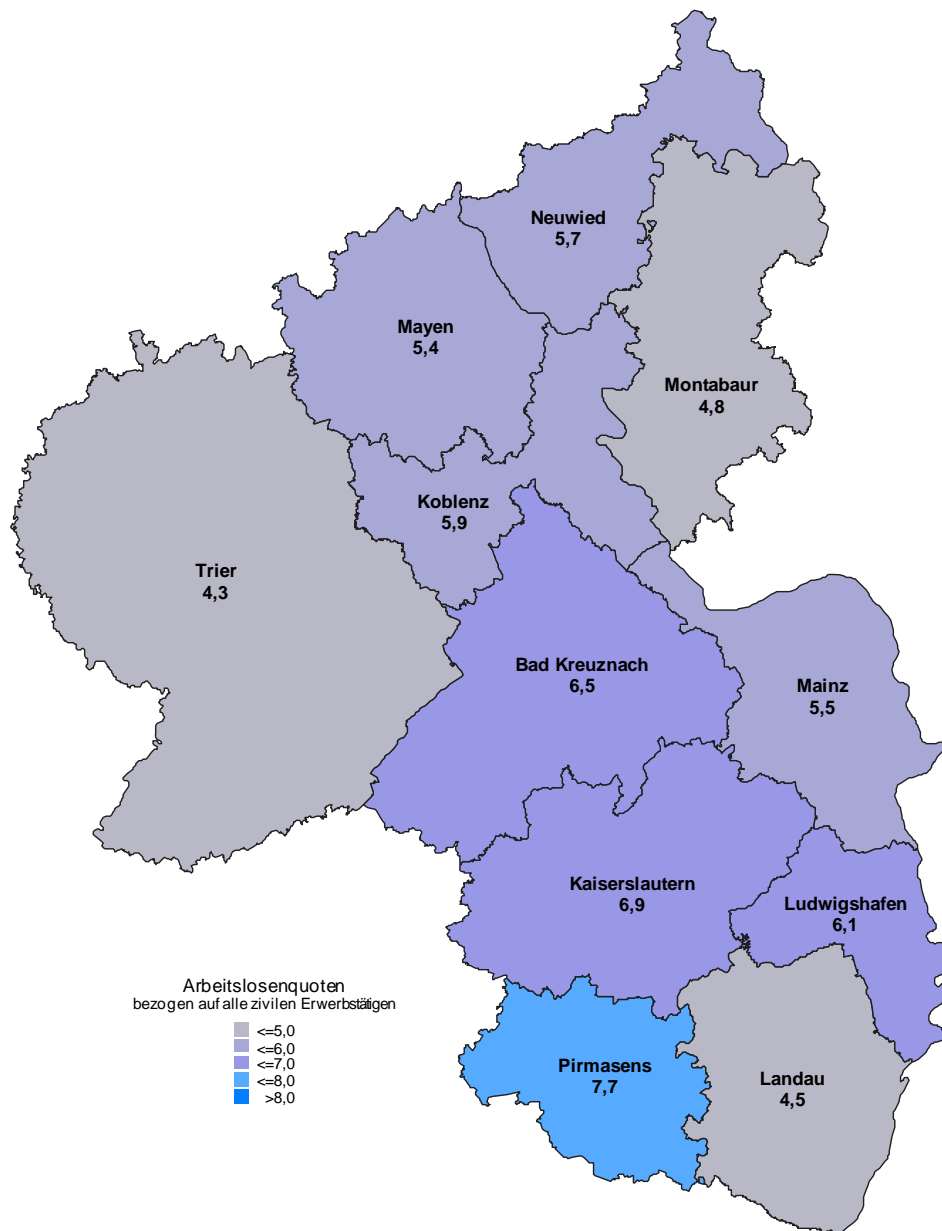 Neuwied
5,7
Mayen
5,4
Montabaur
4,8
Koblenz
5,9
Trier
4,3
Bad Kreuznach
6,5
Mainz
5,5
Kaiserslautern
6,9
Ludwigshafen
6,1
Pirmasens
7,7
Landau
4,5
Arbeitslosenquoten
bezogen auf alle zivilen Erwerbstätigen
<=5,0
<=6,0
<=7,0
<=8,0
>8,0